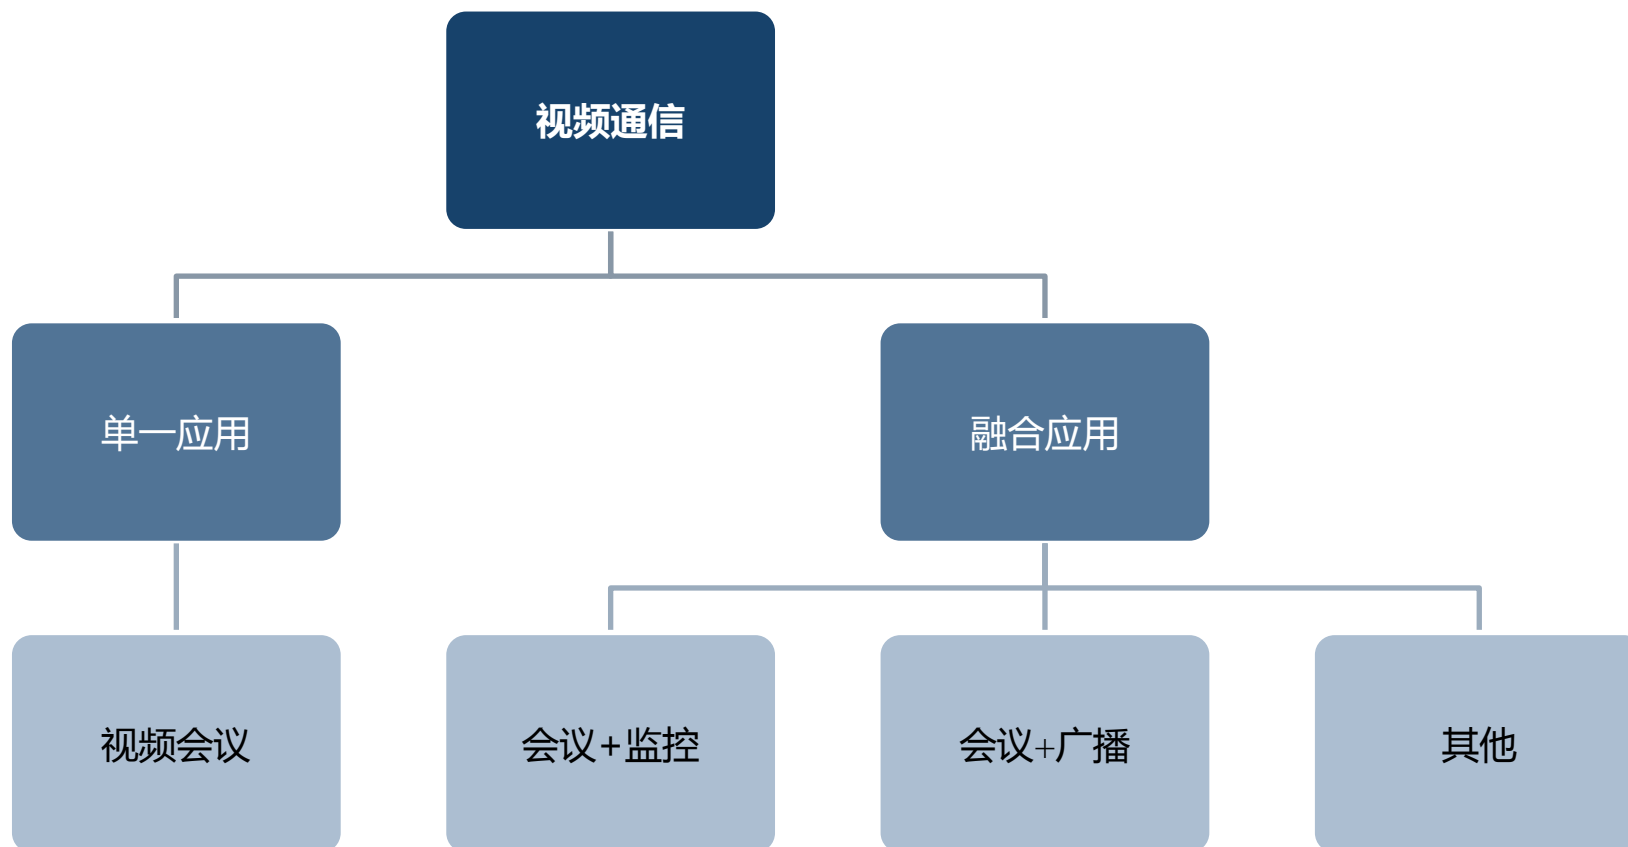 视频通信
单一应用
融合应用
视频会议
会议+监控
会议+广播
其他